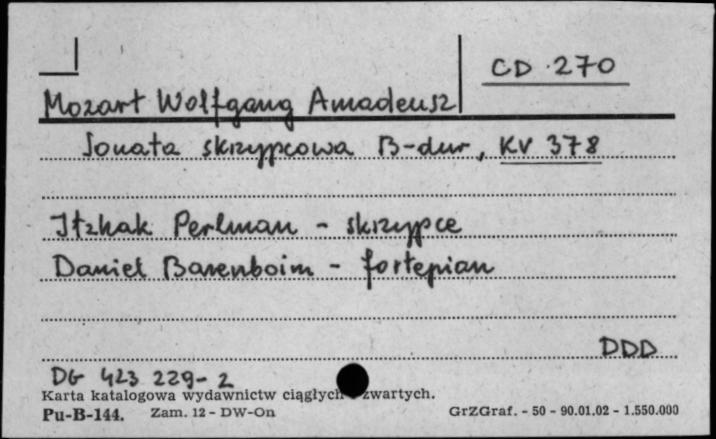 CD 270
Mozart Wolfgang Amadeusz
Sonata skrzypcowa B-dur, KV 378
Itzhak Perlman - skrzypce
Daniel Barenboim - fortepian
DDD
DG 423 229-2
Karta katalogowa wydawnictw ciągłych zwartych.
Pu-B-144. Zam. 12 - DW-On GrZGraf. - 50 - 90.01.02 - 1.550.000